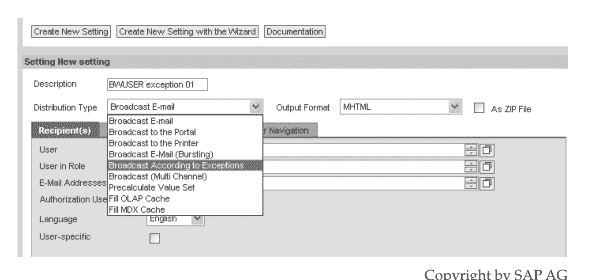 Create New Setting Create New Setting with the Wizard Documentation
Setting New setting
Description BWUSER exception 01
Distribution Type Broadcast E-mail Output Format MHTML As ZIP File
Recipient(s) r Navigation
Broadcast E-mail
Broadcast to the Portal
Broadcast to the Printer
Broadcast E-Mail (Bursting)
Broadcast According to Exceptions
Broadcast (Multi Channel)
Precalculate Value Set
Fill OLAP Cache
Fill MDX Cache
User
User in Role
E-Mail Addresses
Authorization Use
Language English
User-specific
Copyright by SAP AG